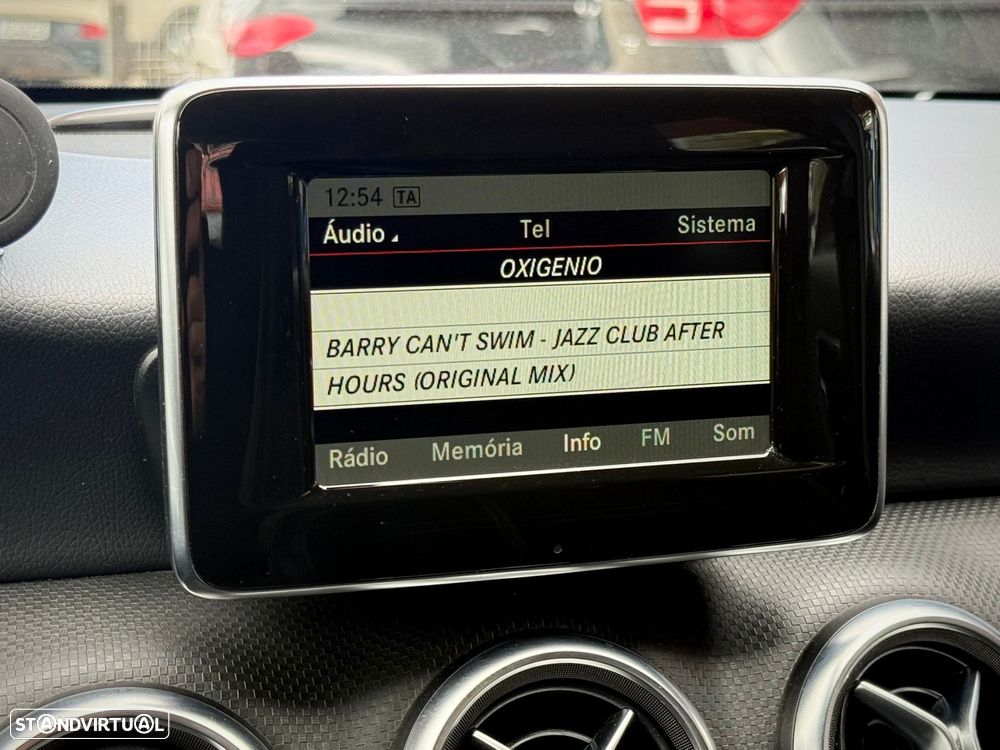 12:54 TA
Áudio Tel Sistema
OXIGENIO
BARRY CAN'T SWIM - JAZZ CLUB AFTER
HOURS (ORIGINAL MIX)
Rádio Memória Info FM Som
STANDVIRTUAL